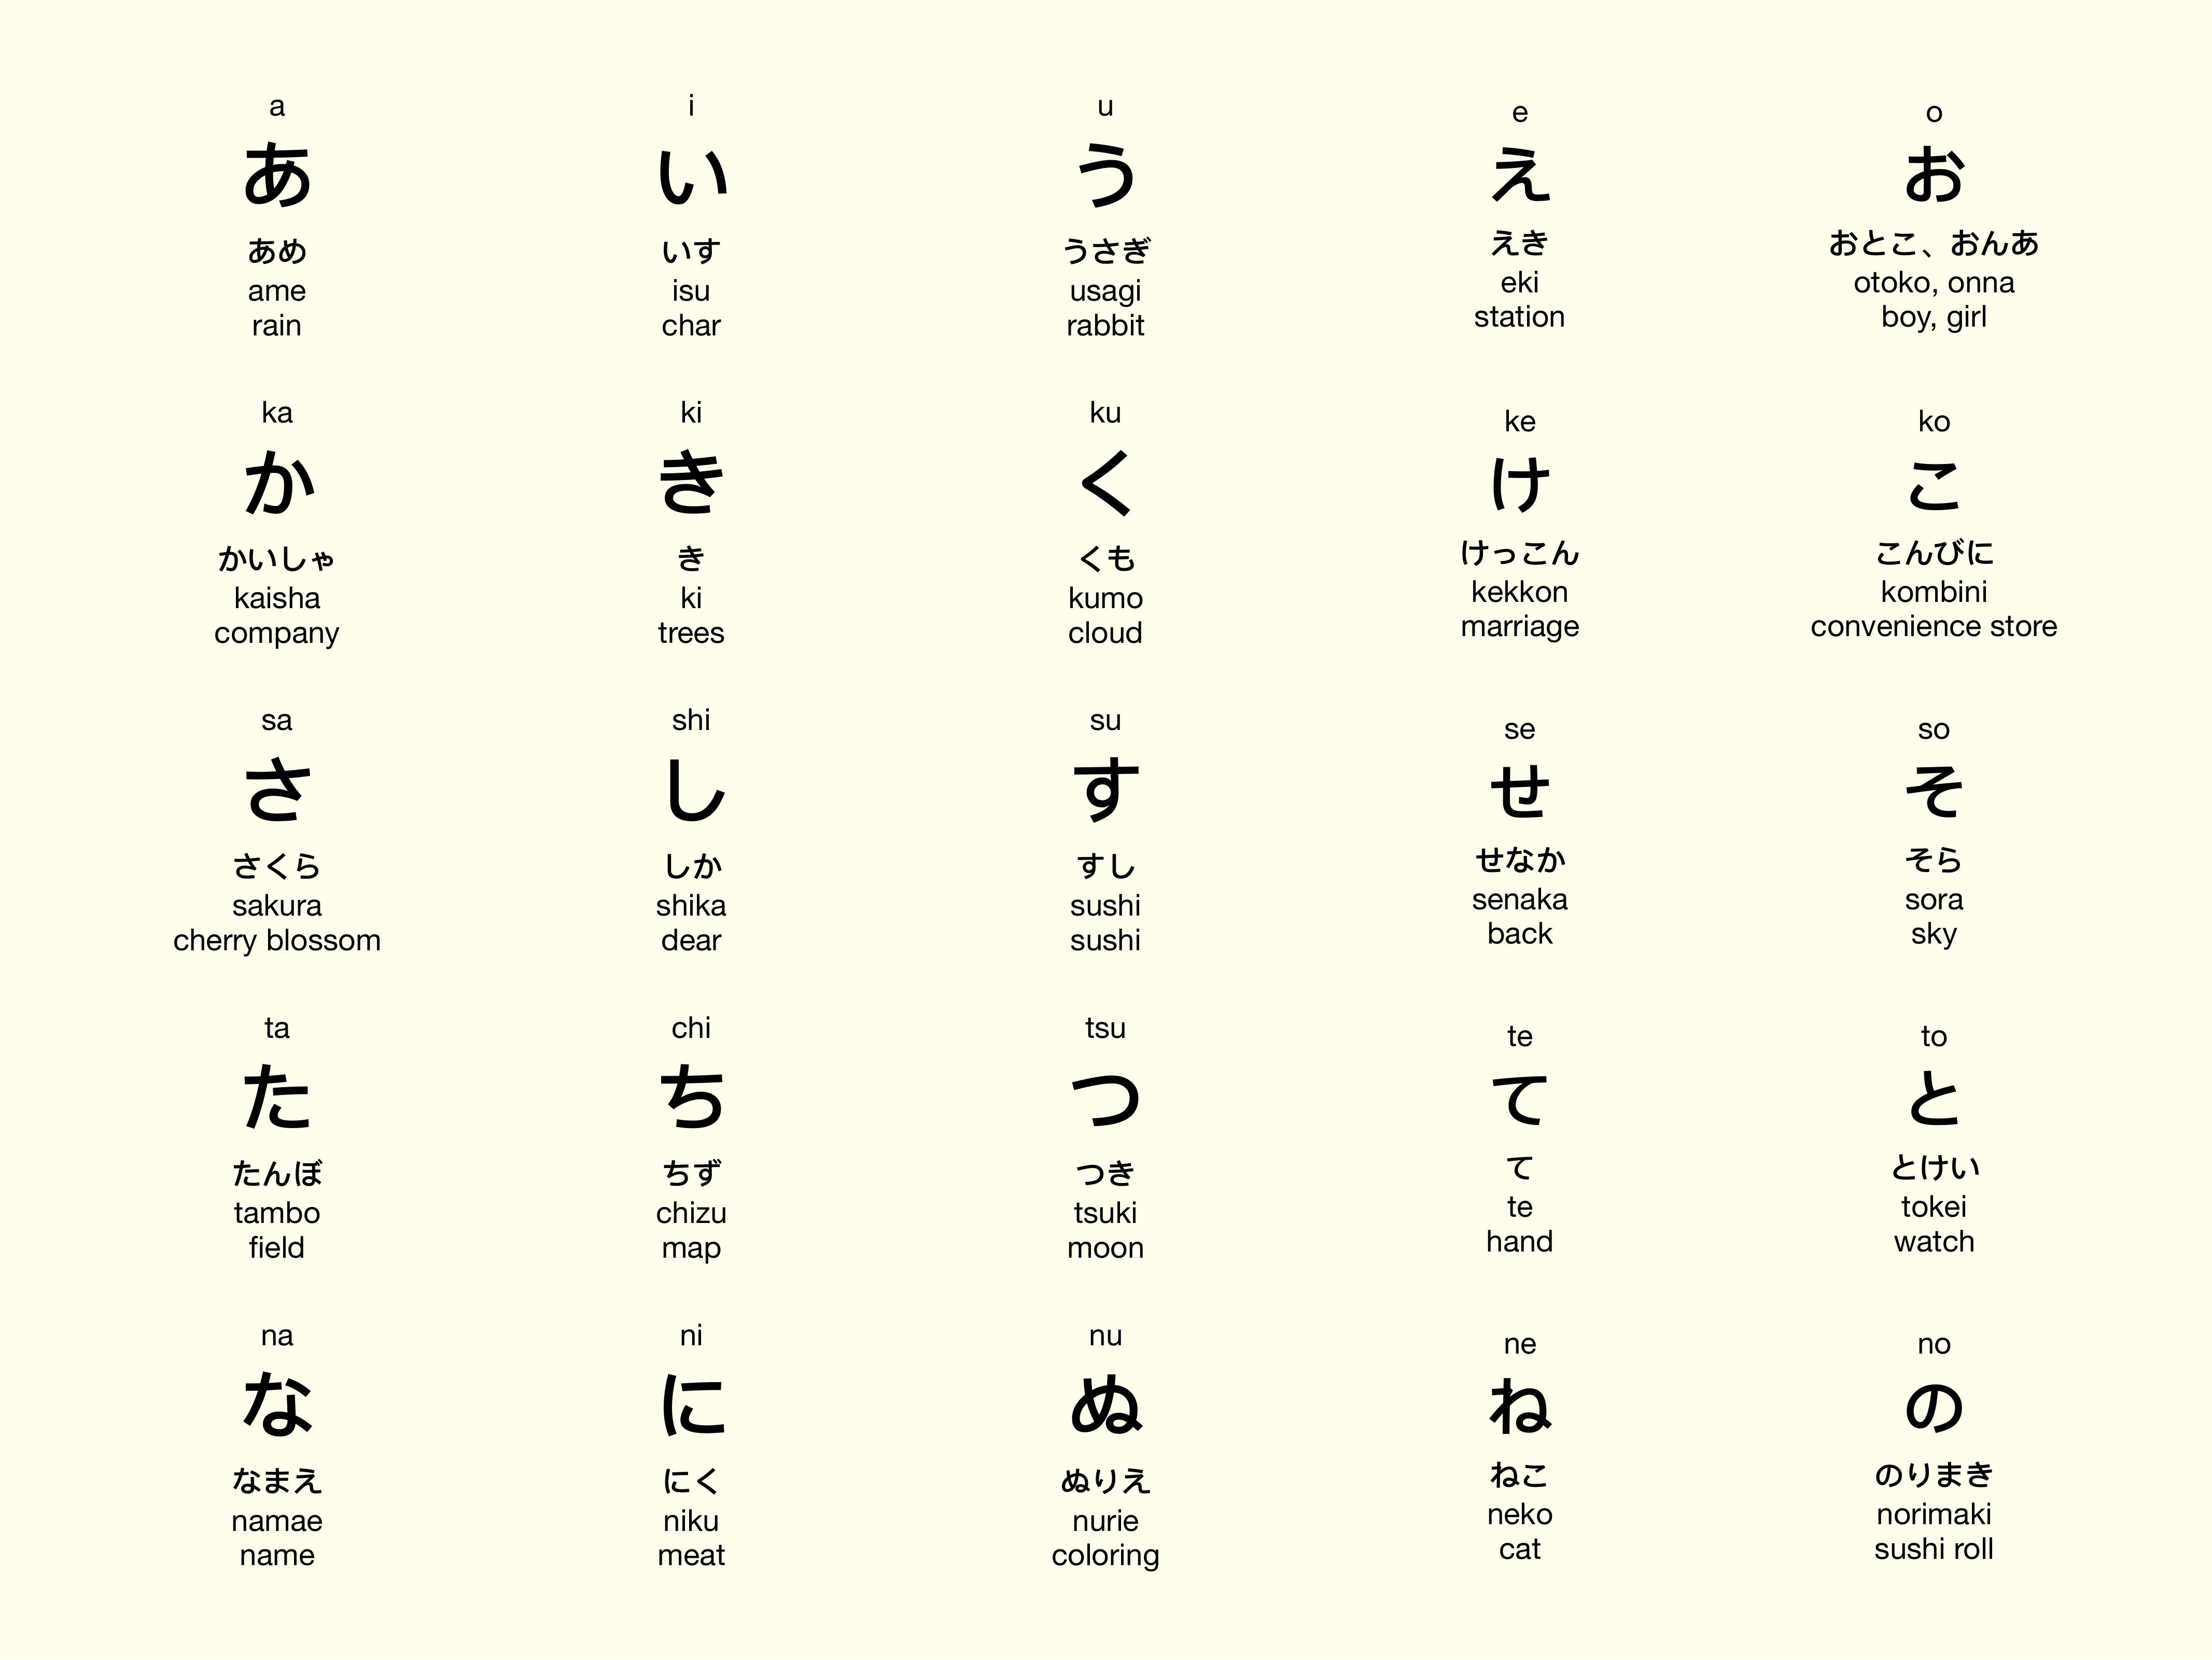 a
あ
あめ
ame
rain
i
い
いす
isu
char
u
う
うさぎ
usagi
rabbit
e
え
えき
eki
station
o
お
おとこ、おんあ
otoko, onna
boy, girl
ka
か
かいしゃ
kaisha
company
ki
き
き
ki
trees
ku
く
くも
kumo
cloud
ke
け
けっこん
kekkon
marriage
ko
こ
こんびに
kombini
convenience store
sa
さ
さくら
sakura
cherry blossom
shi
し
しか
shika
dear
su
す
すし
sushi
sushi
se
せ
せなか
senaka
back
so
そ
そら
sora
sky
ta
た
たんぼ
tambo
field
chi
ち
ちず
chizu
map
tsu
つ
つき
tsuki
moon
te
て
て
te
hand
to
と
とけい
tokei
watch
na
な
なまえ
namae
name
ni
に
にく
niku
meat
nu
ぬ
ぬりえ
nurie
coloring
ne
ね
ねこ
neko
cat
no
の
のりまき
norimaki
sushi roll